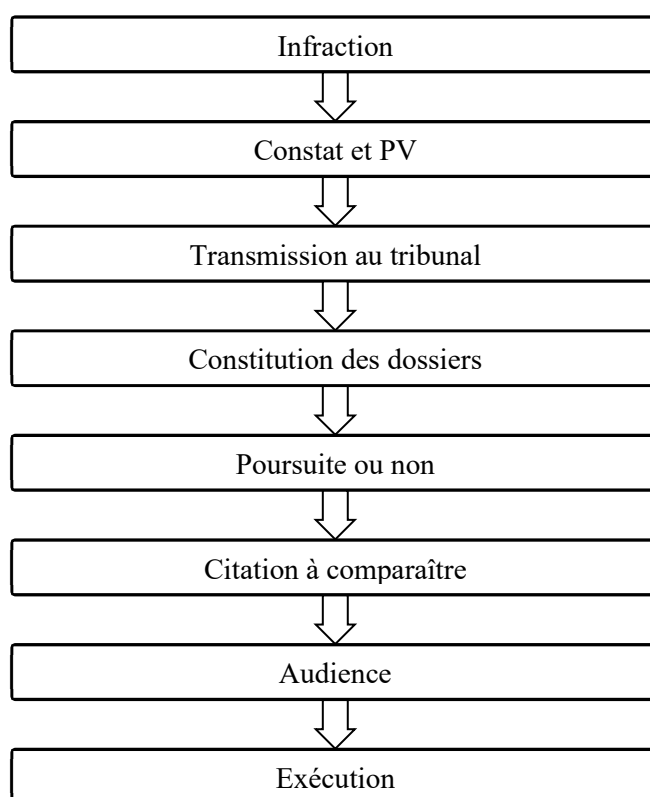 Infraction
Constat et PV
Transmission au tribunal
Constitution des dossiers
Poursuite ou non
Citation à comparaître
Audience
Exécution